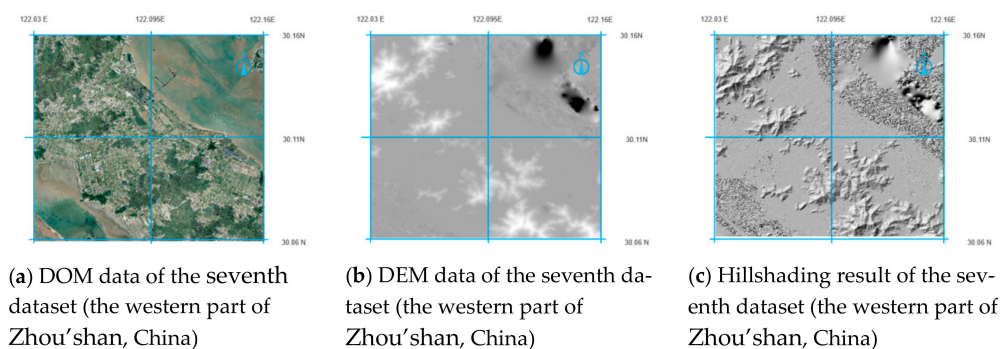 122.03 E 122.095E 122.16E
30.16N
30.11N
30.06 N
(a) DOM data of the seventh
dataset (the western part of
Zhou'shan, China)
122.03 E 122.095E 122.16E
30.16N
30.11N
30.06 N
(b) DEM data of the seventh da-
taset (the western part of
Zhou'shan, China)
122.03 E 122.095E 122.16E
30.16N
30.11N
30.06 N
(c) Hillshading result of the sev-
enth dataset (the western part of
Zhou'shan, China)